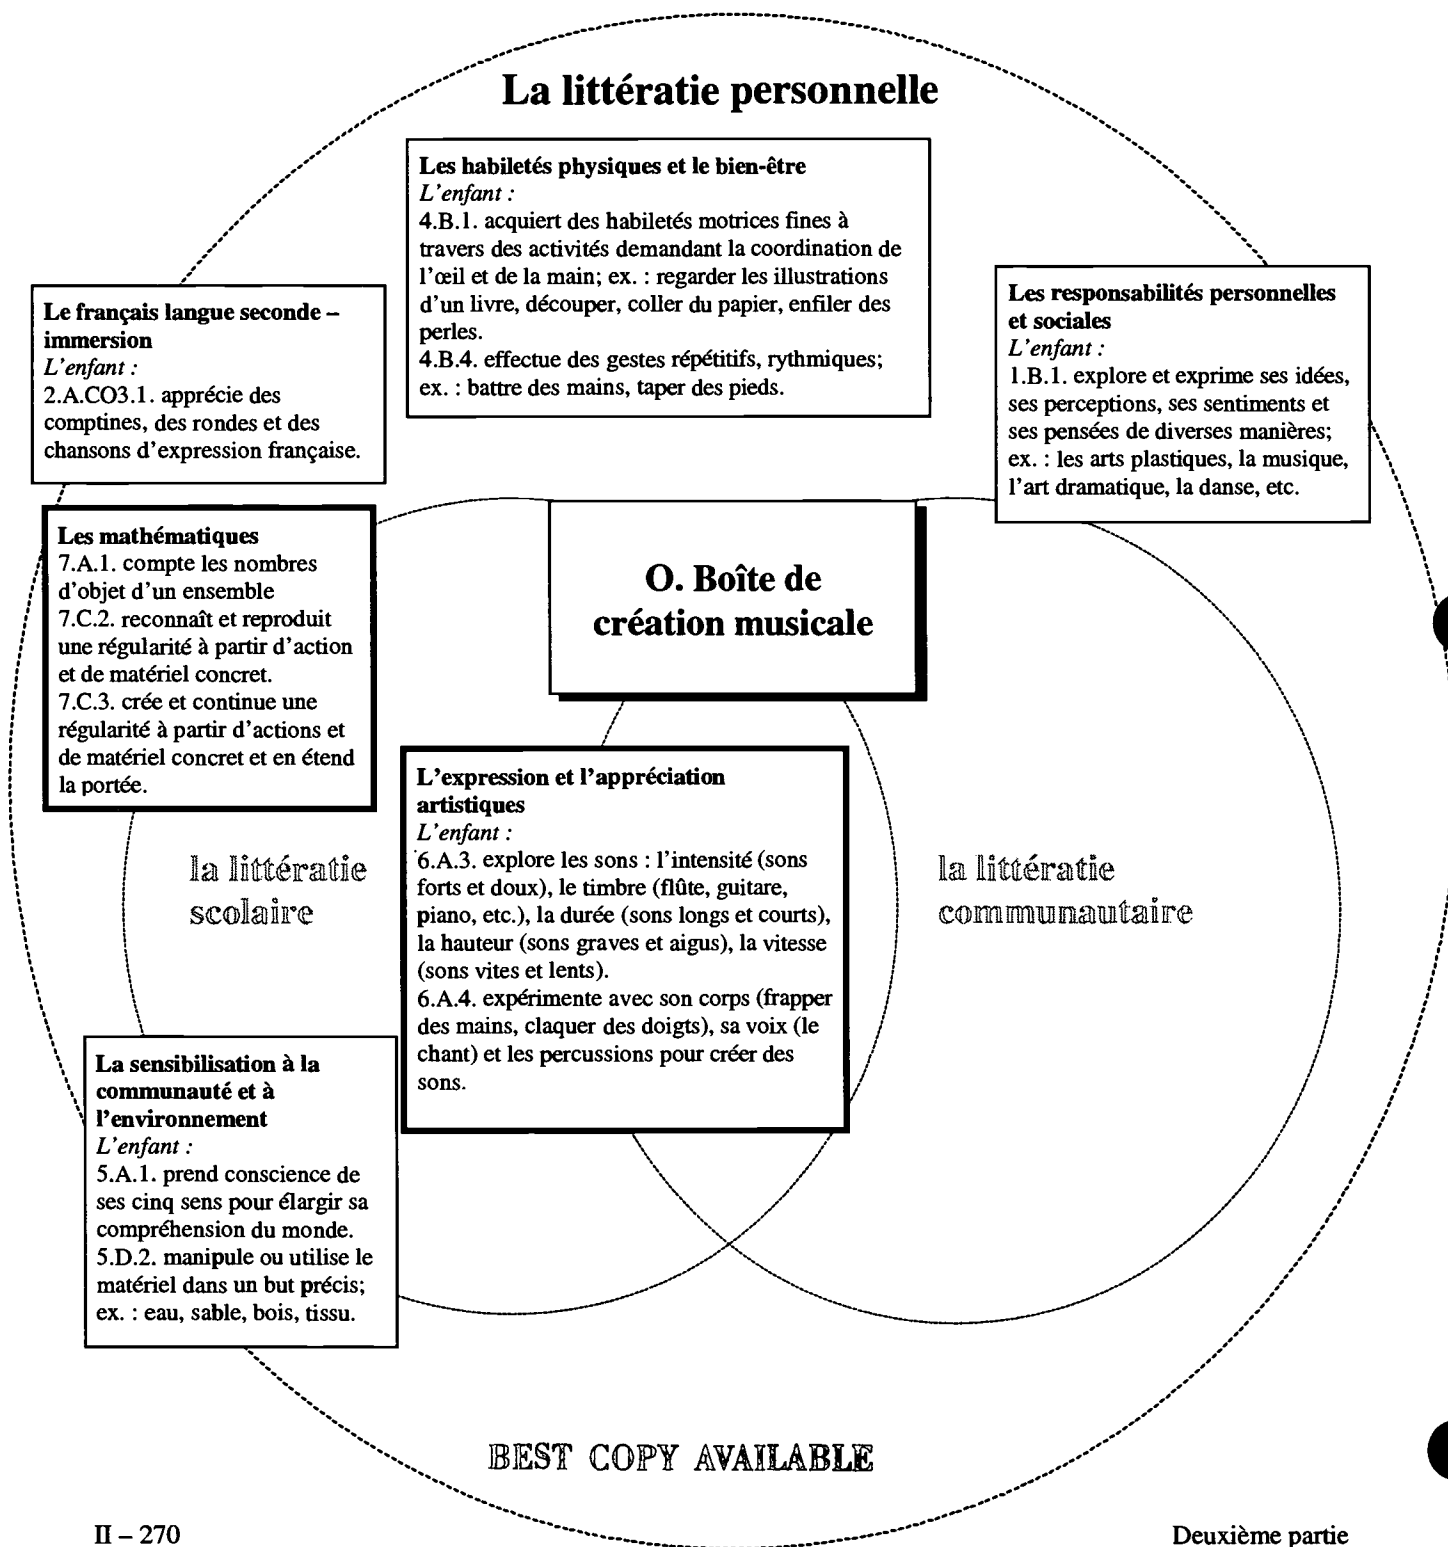 La littératie personnelle
Les habiletés physiques et le bien-être
L'enfant :
4.B.1. acquiert des habiletés motrices fines à
travers des activités demandant la coordination de
l'œil et de la main; ex. : regarder les illustrations
d'un livre, découper, coller du papier, enfiler des
perles.
4.B.4. effectue des gestes répétitifs, rythmiques;
ex. : battre des mains, taper des pieds.
Le français langue seconde –
immersion
L'enfant :
2.A.CO3.1. apprécie des
comptines, des rondes et des
chansons d'expression française.
Les responsabilités personnelles
et sociales
L'enfant :
1.B.1. explore et exprime ses idées,
ses perceptions, ses sentiments et
ses pensées de diverses manières;
ex. : les arts plastiques, la musique,
l'art dramatique, la danse, etc.
Les mathématiques
7.A.1. compte les nombres
d'objet d'un ensemble
7.C.2. reconnaît et reproduit
une régularité à partir d'action
et de matériel concret.
7.C.3. crée et continue une
régularité à partir d'actions et
de matériel concret et en étend
la portée.
O. Boîte de
création musicale
L'expression et l'appréciation
artistiques
L'enfant :
6.A.3. explore les sons : l'intensité (sons
forts et doux), le timbre (flûte, guitare,
piano, etc.), la durée (sons longs et courts),
la hauteur (sons graves et aigus), la vitesse
(sons vites et lents).
6.A.4. expérimente avec son corps (frapper
des mains, claquer des doigts), sa voix (le
chant) et les percussions pour créer des
sons.
la littératie
scolaire
la littératie
communautaire
La sensibilisation à la
communauté et à
l'environnement
L'enfant :
5.A.1. prend conscience de
ses cinq sens pour élargir sa
compréhension du monde.
5.D.2. manipule ou utilise le
matériel dans un but précis;
ex. : eau, sable, bois, tissu.
BEST COPY AVAILABLE
II – 270
Deuxième partie